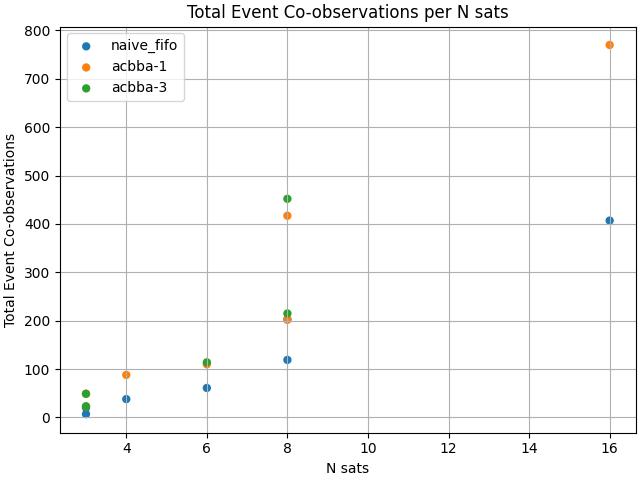 Total Event Co-observations per N sats
naive_fifo
acbba-1
acbba-3
Total Event Co-observations
800
700
600
500
400
300
200
100
0
4
6
8
10
12
14
16
N sats